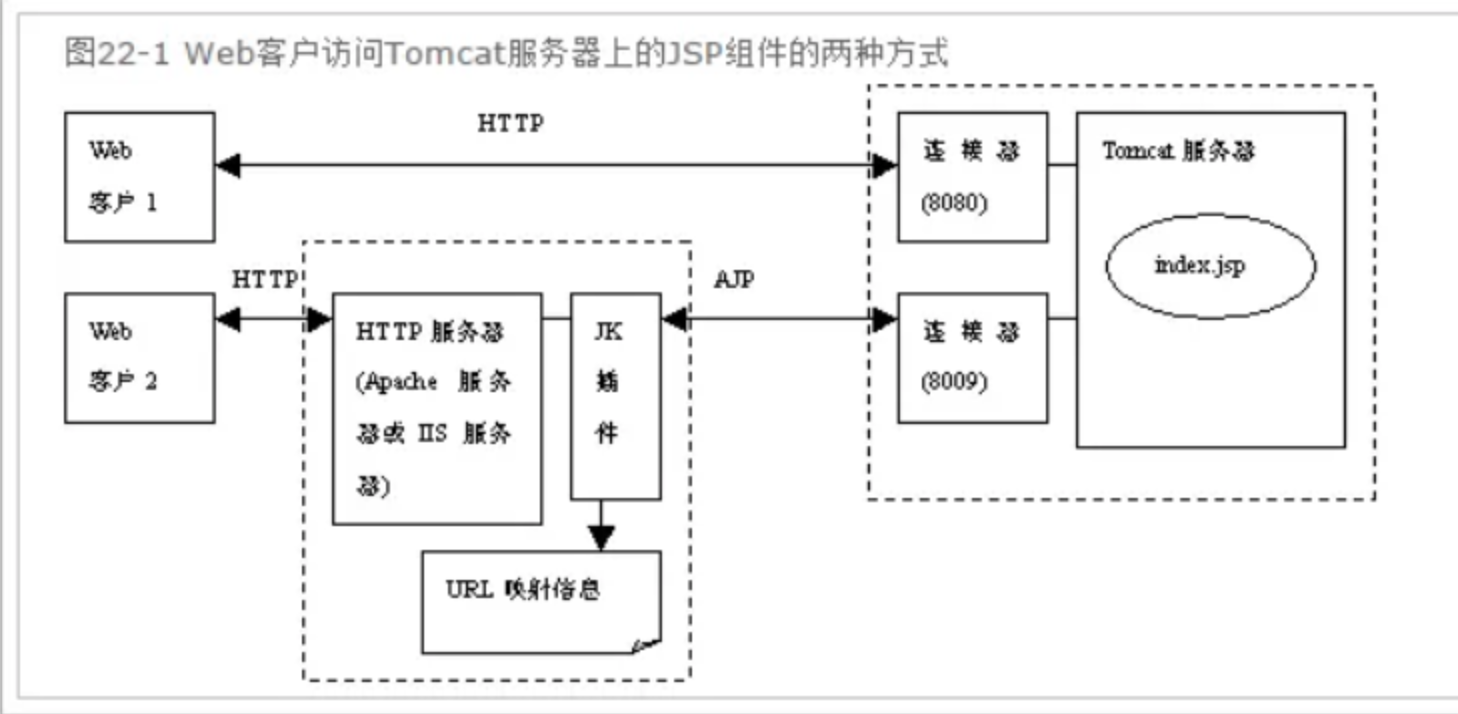 图22-1 Web客户访问Tomcat服务器上的JSP组件的两种方式
HTTP
Web
客户 1
连 接 器
(8080)
Tomcat 服务器
index.jsp
HTTP
AJP
Web
客户 2
HTTP 服务器
(Apache 服务
器或 IIS 服务
器)
JK
插
件
连 接 器
(8009)
URL 映射信息